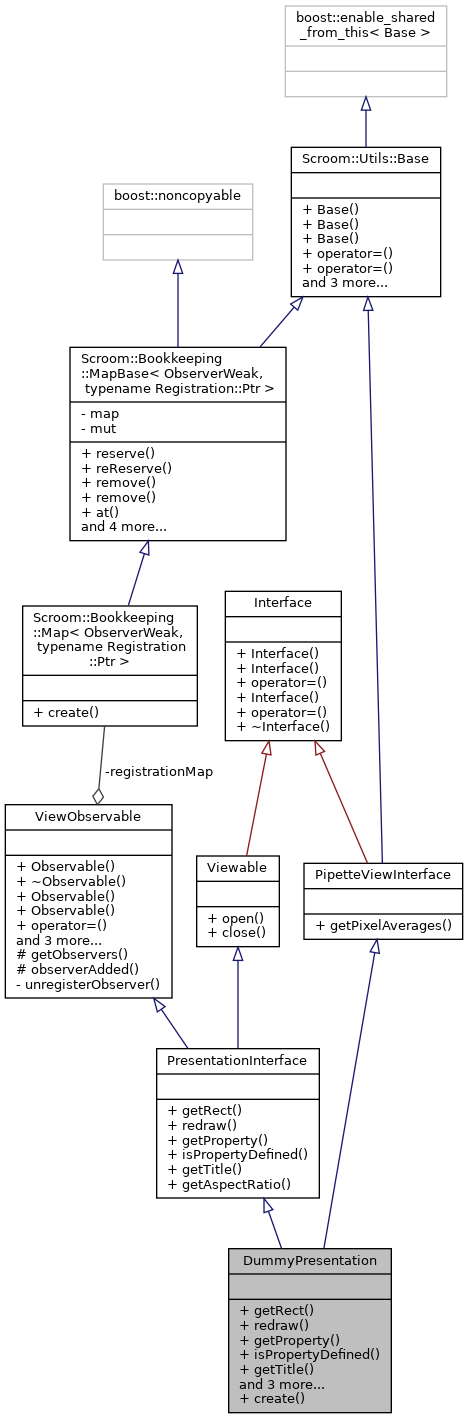 boost::enable_shared
_from_this< Base >
Scroom::Utils::Base
+ Base()
+ Base()
+ Base()
+ operator=()
+ operator=()
and 3 more...
boost::noncopyable
Scroom::Bookkeeping
::MapBase< ObserverWeak,
typename Registration::Ptr >
- map
- mut
+ reserve()
+ reReserve()
+ remove()
+ remove()
+ at()
and 4 more...
Scroom::Bookkeeping
::Map< ObserverWeak,
typename Registration
::Ptr >
+ create()
Interface
+ Interface()
+ Interface()
+ operator=()
+ Interface()
+ operator=()
+ ~Interface()
-registrationMap
ViewObservable
+ Observable()
+ ~Observable()
+ Observable()
+ Observable()
+ operator=()
and 3 more...
# getObservers()
# observerAdded()
- unregisterObserver()
Viewable
+ open()
+ close()
PipetteViewInterface
+ getPixelAverages()
PresentationInterface
+ getRect()
+ redraw()
+ getProperty()
+ isPropertyDefined()
+ getTitle()
+ getAspectRatio()
DummyPresentation
+ getRect()
+ redraw()
+ getProperty()
+ isPropertyDefined()
+ getTitle()
and 3 more...
+ create()